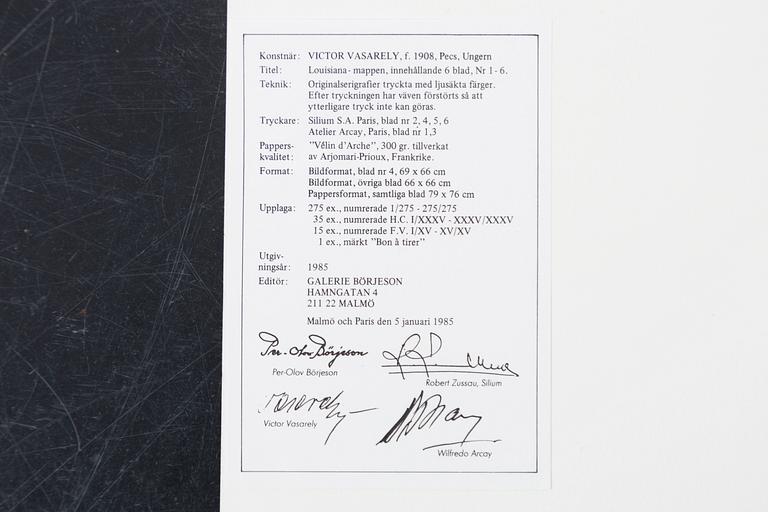 Konstnär: VICTOR VASARELY, f. 1908, Pecs, Ungern
Titel: Louisiana- mappen, innehållande 6 blad, Nr 1 - 6.
Teknik: Originalserigrafier tryckta med ljusäkta färger.
Efter tryckningen har väven förstörts så att
ytterligare tryck inte kan göras.
Tryckare: Silium S.A. Paris, blad nr 2, 4, 5, 6
Atelier Arcay, Paris, blad nr 1,3
Pappers- "Vélin d'Arche", 300 gr. tillverkat
kvalitet: av Arjomari-Prioux, Frankrike.
Format: Bildformat, blad nr 4, 69 x 66 cm
Bildformat, övriga blad 66 x 66 cm
Pappersformat, samtliga blad 79 x 76 cm
Upplaga: 275 ex., numrerade 1/275 - 275/275
35 ex., numrerade H.C. I/XXXV - XXXV/XXXV
15 ex., numrerade F.V. I/XV - XV/XV
1 ex., märkt "Bon à tirer"
Utgiv-
ningsår: 1985
Editör: GALERIE BÖRJESON
HAMNGATAN 4
211 22 MALMÖ
Malmö och Paris den 5 januari 1985
Per-Olov Börjeson
Per-Olov Börjeson
Robert Zussau, Silium
Vasarely
Victor Vasarely
Arcay
Wilfredo Arcay